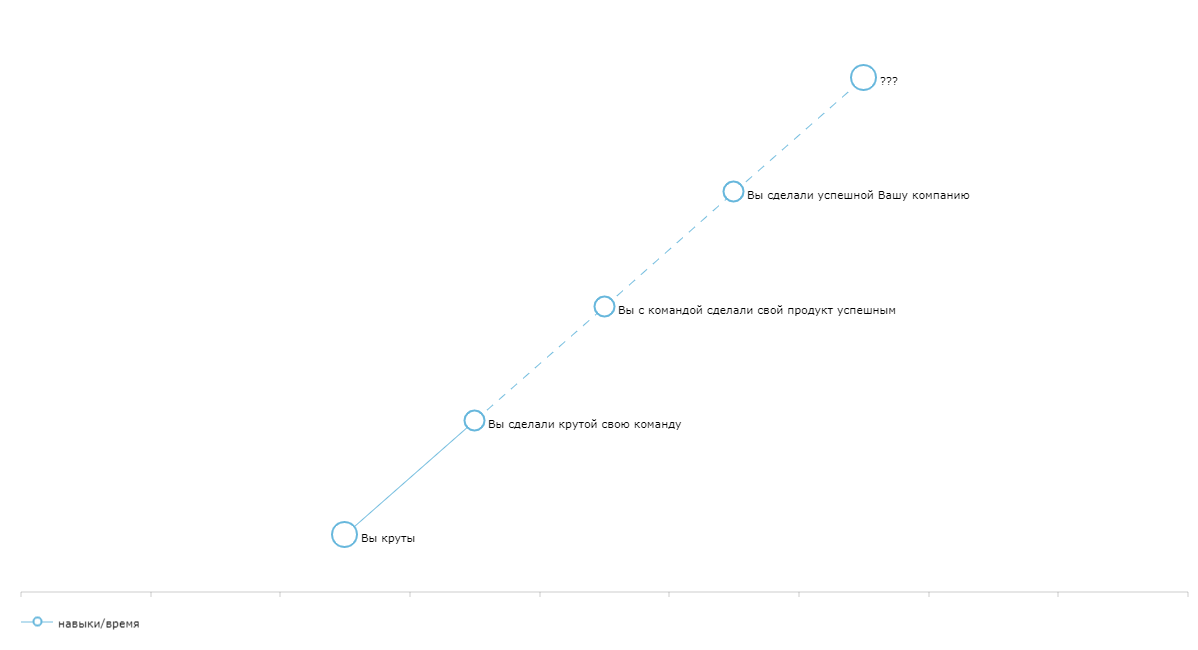 ???
Вы сделали успешной Вашу компанию
Вы с командой сделали свой продукт успешным
Вы сделали крутой свою команду
Вы круты
навыки/время